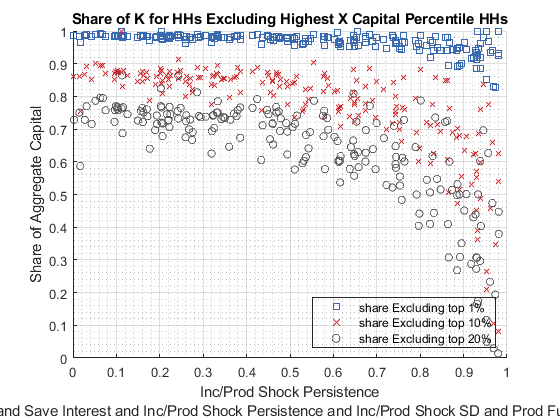 Share of K for HHs Excluding Highest X Capital Percentile HHs
Share of Aggregate Capital
1
0.9
0.8
0.7
0.6
0.5
0.4
0.3
0.2
0.1
0
share Excluding top 1%
share Excluding top 10%
share Excluding top 20%
0 0.1 0.2 0.3 0.4 0.5 0.6 0.7 0.8 0.9 1
Inc/Prod Shock Persistence
and Save Interest and Inc/Prod Shock Persistence and Inc/Prod Shock SD and Prod Fu